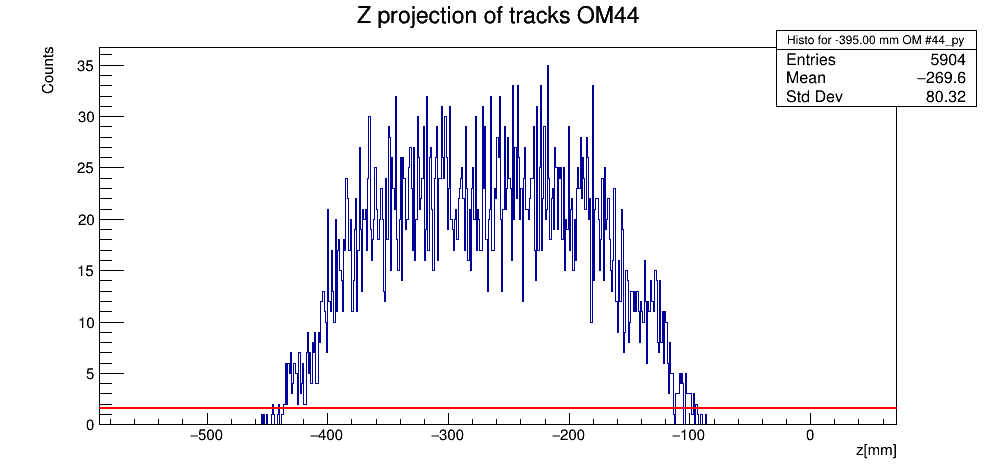 Z projection of tracks OM44
Histo for -395.00 mm OM #44_py
Entries 5904
Mean −269.6
Std Dev 80.32
Counts
35
30
25
20
15
10
5
0
−500 −400 −300 −200 −100 0
z[mm]